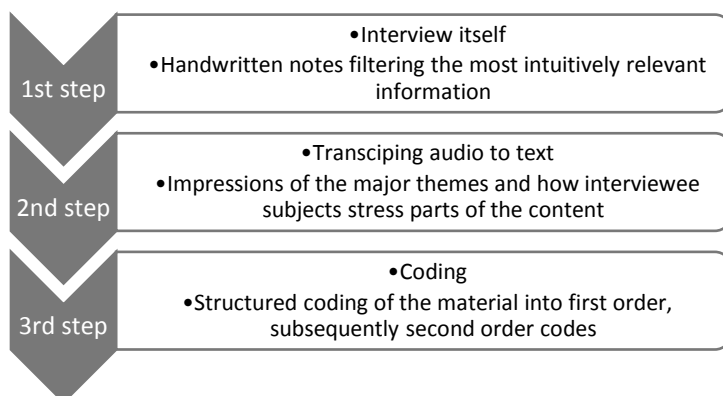 1st step
•Interview itself
•Handwritten notes filtering the most intuitively relevant
information
2nd step
•Transciping audio to text
•Impressions of the major themes and how interviewee
subjects stress parts of the content
3rd step
•Coding
•Structured coding of the material into first order,
subsequently second order codes